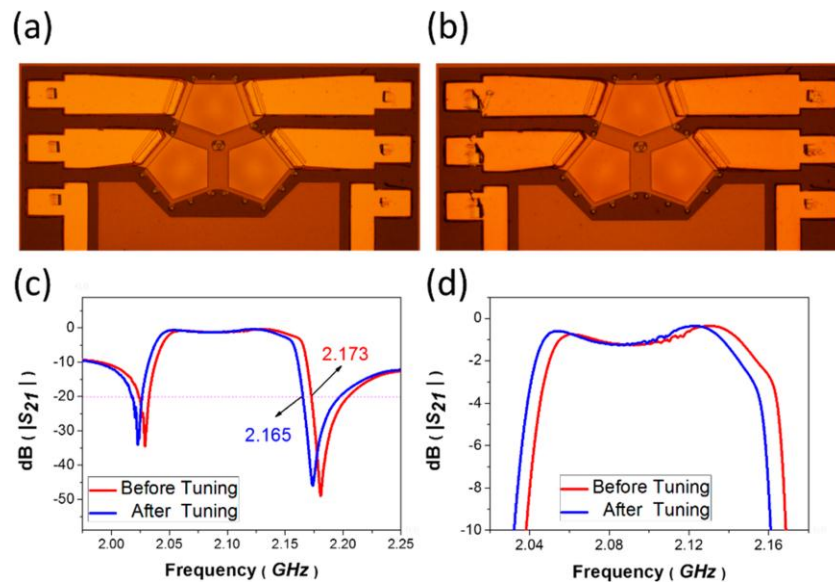 (a)
(b)
(c)
0
-10
-20
-30
-40
-50
dB ( |S21| )
2.173
2.165
Before Tuning
After Tuning
2.00
2.05
2.10
2.15
2.20
2.25
Frequency ( GHz )
(d)
0
-2
-4
-6
-8
-10
dB ( |S21| )
Before Tuning
After Tuning
2.04
2.08
2.12
2.16
Frequency ( GHz )